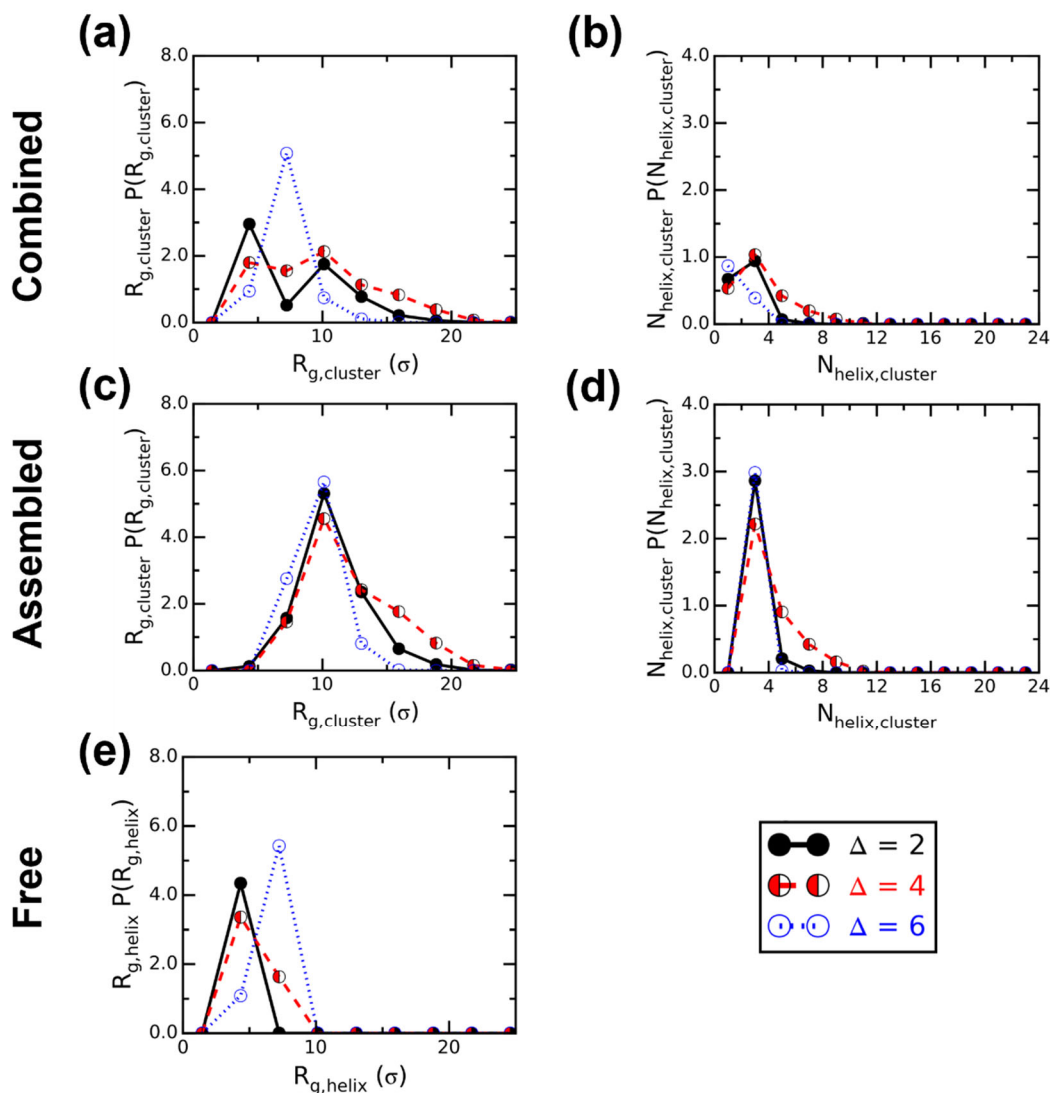 (a)
(b)
Combined
8.0
6.0
4.0
2.0
0.0
R_g,cluster P(R_g,cluster)
0 10 20
R_g,cluster (σ)
4.0
3.0
2.0
1.0
0.0
N_helix,cluster P(N_helix,cluster)
0 4 8 12 16 20 24
N_helix,cluster
(c)
(d)
Assembled
8.0
6.0
4.0
2.0
0.0
R_g,cluster P(R_g,cluster)
0 10 20
R_g,cluster (σ)
4.0
3.0
2.0
1.0
0.0
N_helix,cluster P(N_helix,cluster)
0 4 8 12 16 20 24
N_helix,cluster
(e)
Free
8.0
6.0
4.0
2.0
0.0
R_g,helix P(R_g,helix)
0 10 20
R_g,helix (σ)
Δ = 2
Δ = 4
Δ = 6